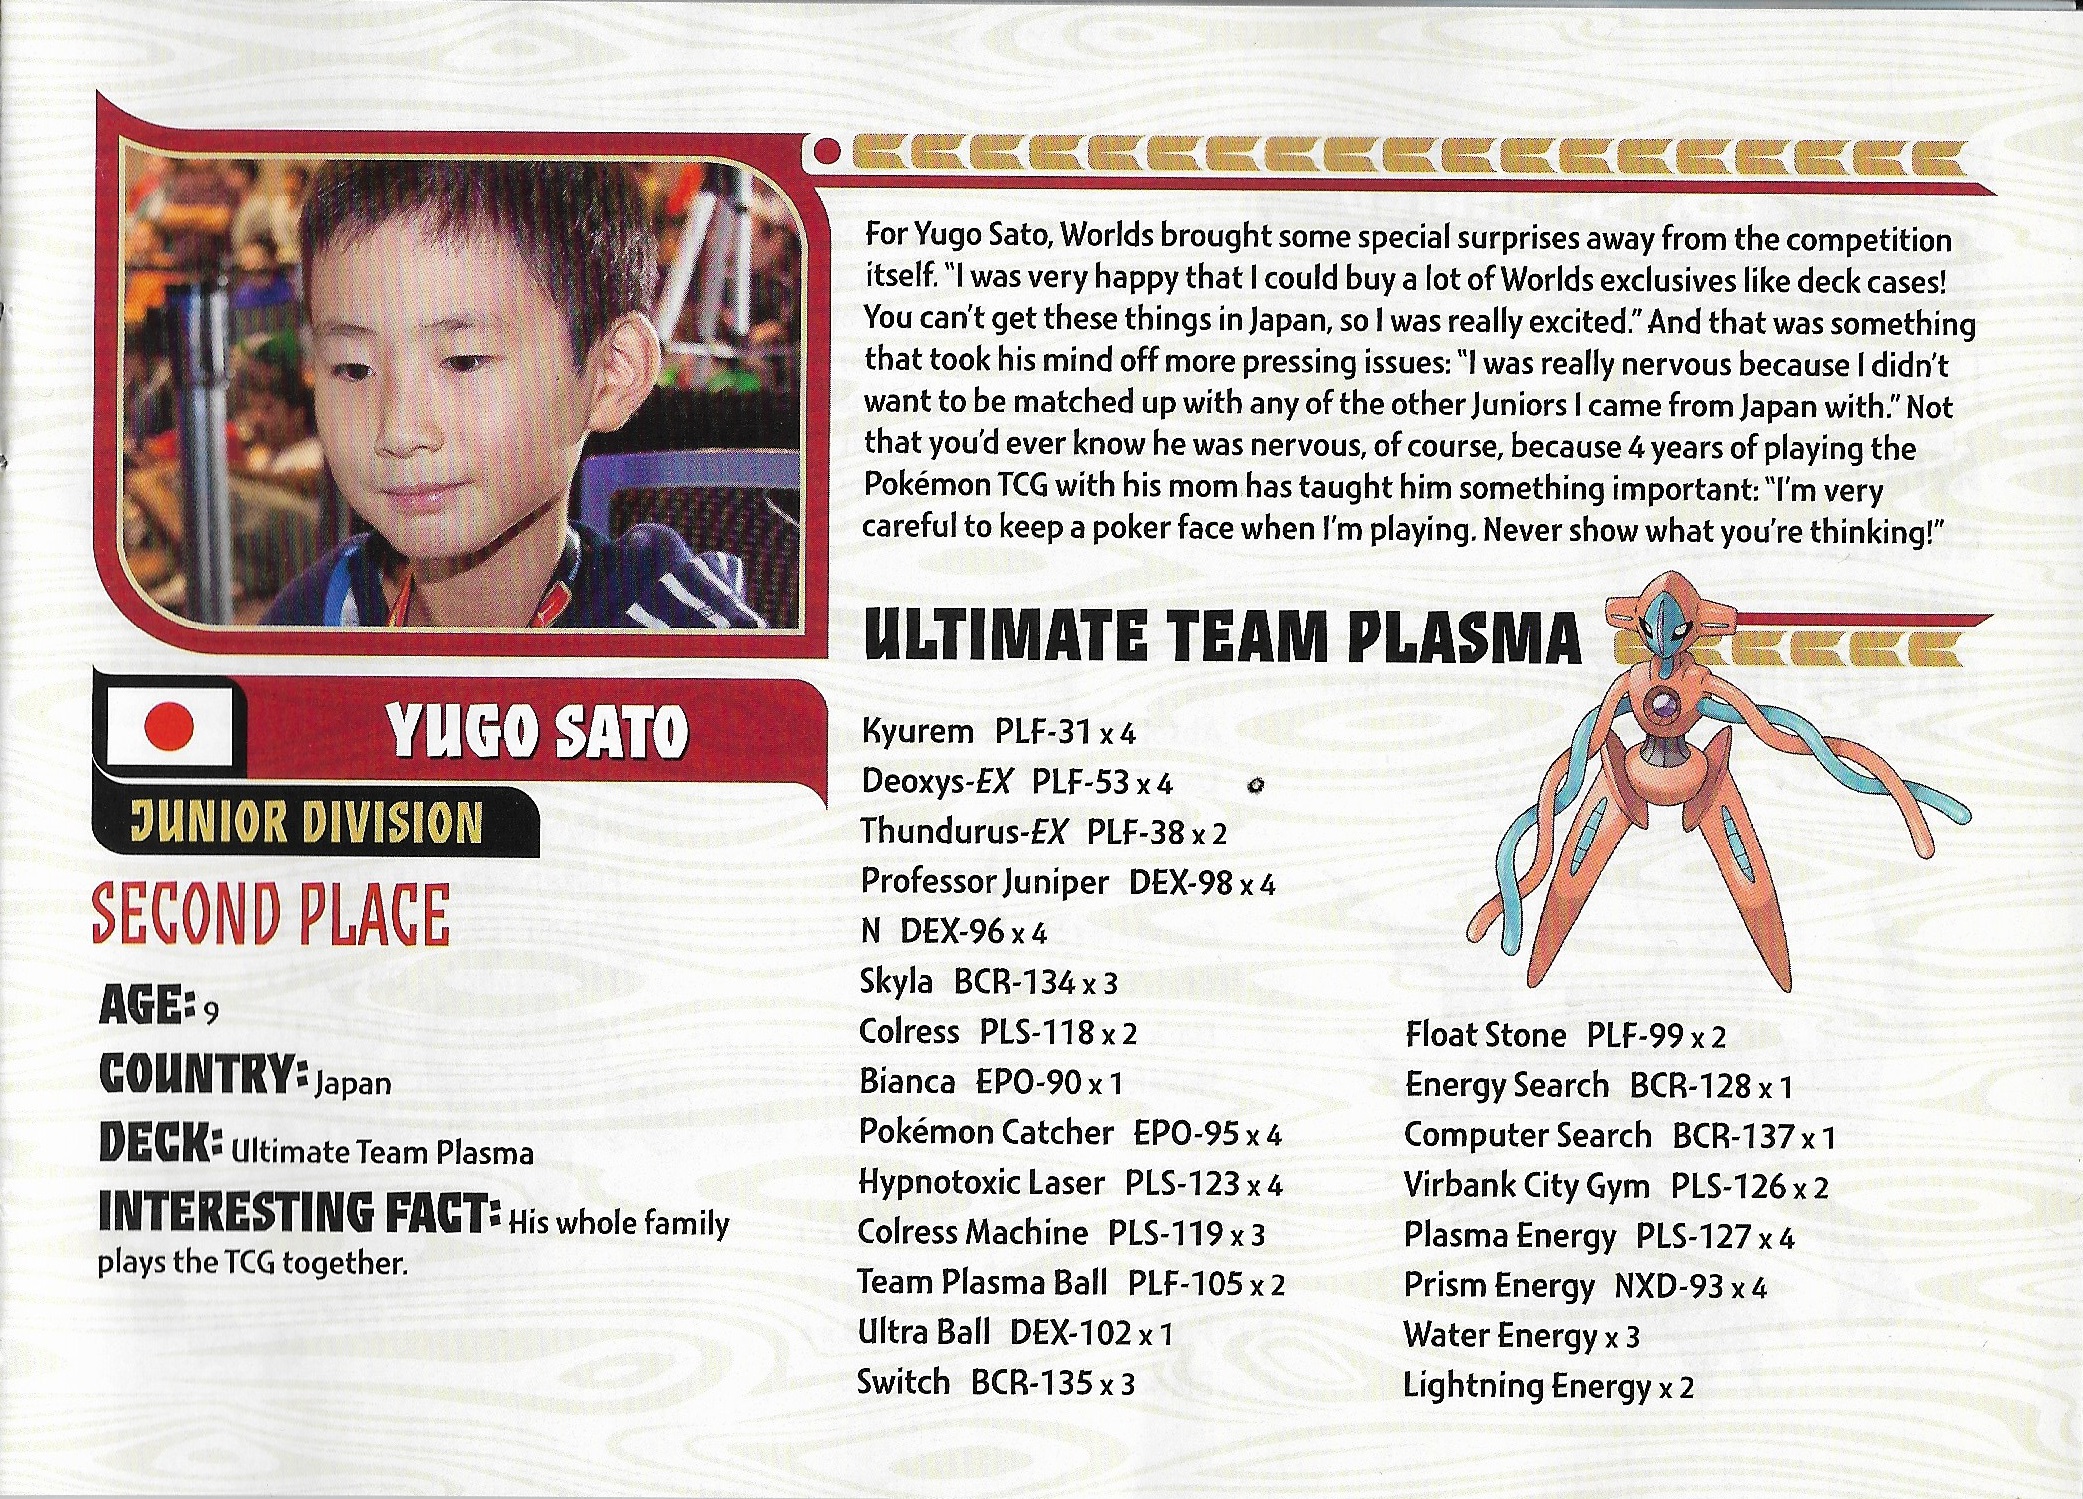 For Yugo Sato, Worlds brought some special surprises away from the competition
itself. "I was very happy that I could buy a lot of Worlds exclusives like deck cases!
You can't get these things in Japan, so I was really excited." And that was something
that took his mind off more pressing issues: "I was really nervous because I didn't
want to be matched up with any of the other Juniors I came from Japan with." Not
that you'd ever know he was nervous, of course, because 4 years of playing the
Pokémon TCG with his mom has taught him something important: "I'm very
careful to keep a poker face when I'm playing. Never show what you're thinking!"
YUGO SATO
JUNIOR DIVISION
SECOND PLACE
AGE: 9
COUNTRY: Japan
DECK: Ultimate Team Plasma
INTERESTING FACT: His whole family
plays the TCG together.
ULTIMATE TEAM PLASMA
Kyurem PLF-31 x 4
Deoxys-EX PLF-53 x 4
Thundurus-EX PLF-38 x 2
Professor Juniper DEX-98 x 4
N DEX-96 x 4
Skyla BCR-134 x 3
Colress PLS-118 x 2
Bianca EPO-90 x 1
Pokémon Catcher EPO-95 x 4
Hypnotoxic Laser PLS-123 x 4
Colress Machine PLS-119 x 3
Team Plasma Ball PLF-105 x 2
Ultra Ball DEX-102 x 1
Switch BCR-135 x 3
Float Stone PLF-99 x 2
Energy Search BCR-128 x 1
Computer Search BCR-137 x 1
Virbank City Gym PLS-126 x 2
Plasma Energy PLS-127 x 4
Prism Energy NXD-93 x 4
Water Energy x 3
Lightning Energy x 2